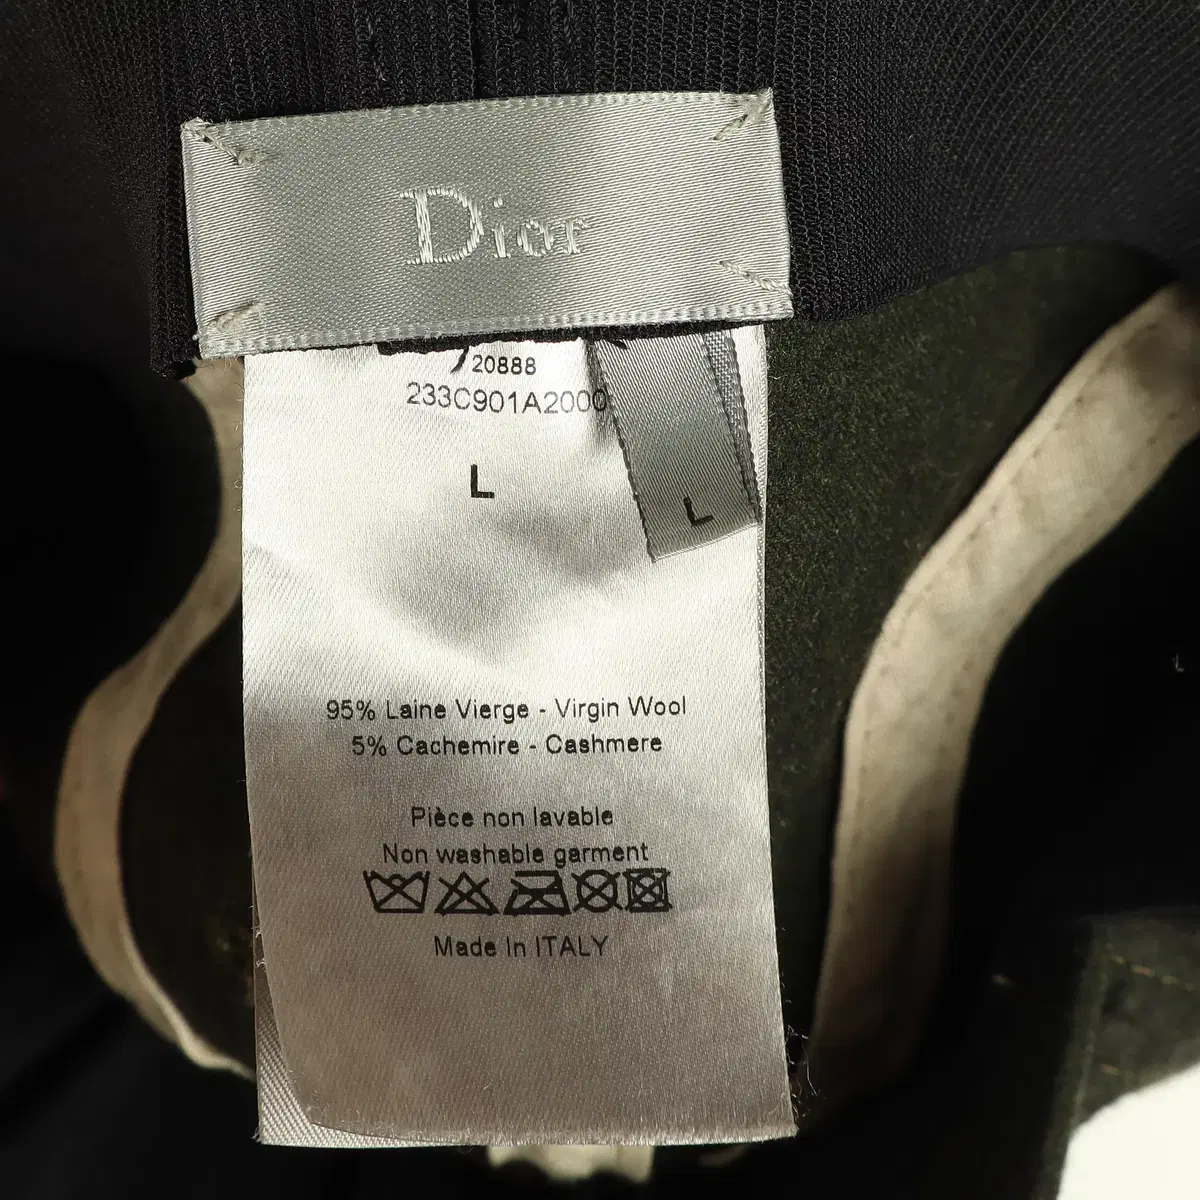 Dior
20888
233C901A2000
L
L
95% Laine Vierge - Virgin Wool
5% Cachemire - Cashmere
Pièce non lavable
Non washable garment
Made In ITALY